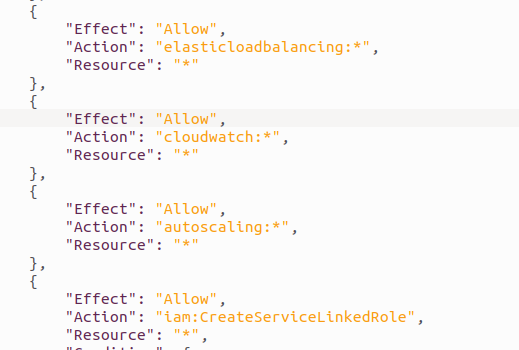 {
"Effect": "Allow",
"Action": "elasticloadbalancing:*",
"Resource": "*"
},
{
"Effect": "Allow",
"Action": "cloudwatch:*",
"Resource": "*"
},
{
"Effect": "Allow",
"Action": "autoscaling:*",
"Resource": "*"
},
{
"Effect": "Allow",
"Action": "iam:CreateServiceLinkedRole",
"Resource": "*",